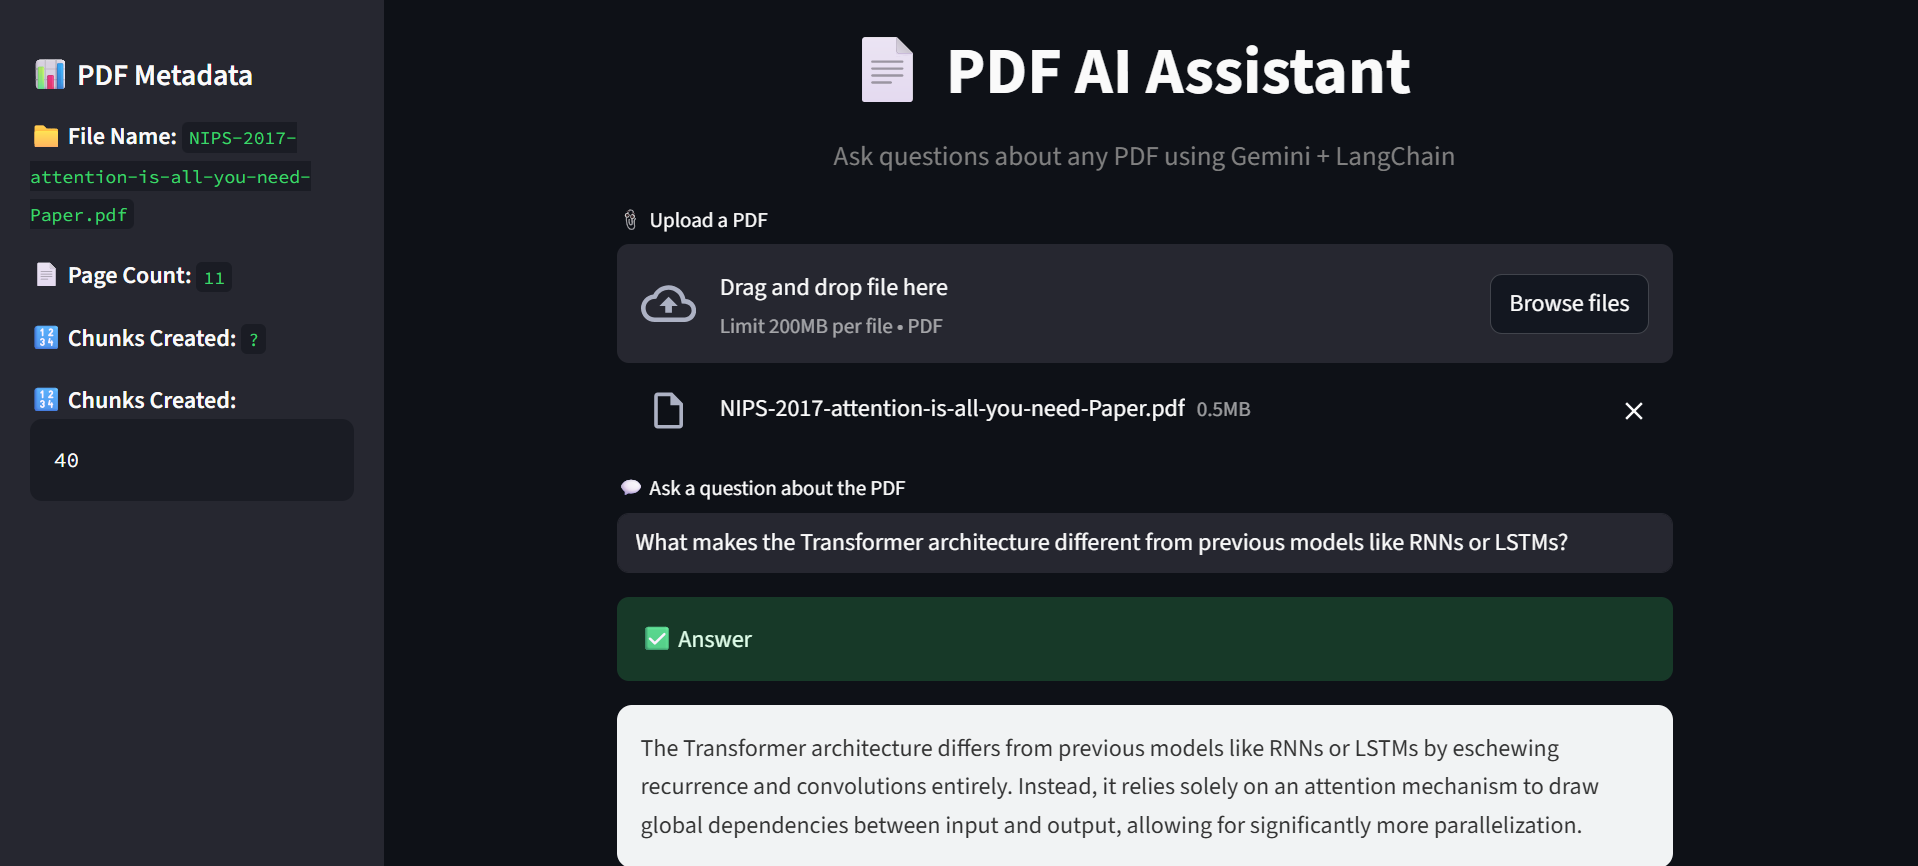 PDF Metadata
File Name: NIPS-2017-
attention-is-all-you-need-
Paper.pdf
Page Count: 11
Chunks Created: ?
Chunks Created:
40
PDF AI Assistant
Ask questions about any PDF using Gemini + LangChain
Upload a PDF
Drag and drop file here
Limit 200MB per file • PDF
Browse files
NIPS-2017-attention-is-all-you-need-Paper.pdf 0.5MB
Ask a question about the PDF
What makes the Transformer architecture different from previous models like RNNs or LSTMs?
Answer
The Transformer architecture differs from previous models like RNNs or LSTMs by eschewing
recurrence and convolutions entirely. Instead, it relies solely on an attention mechanism to draw
global dependencies between input and output, allowing for significantly more parallelization.